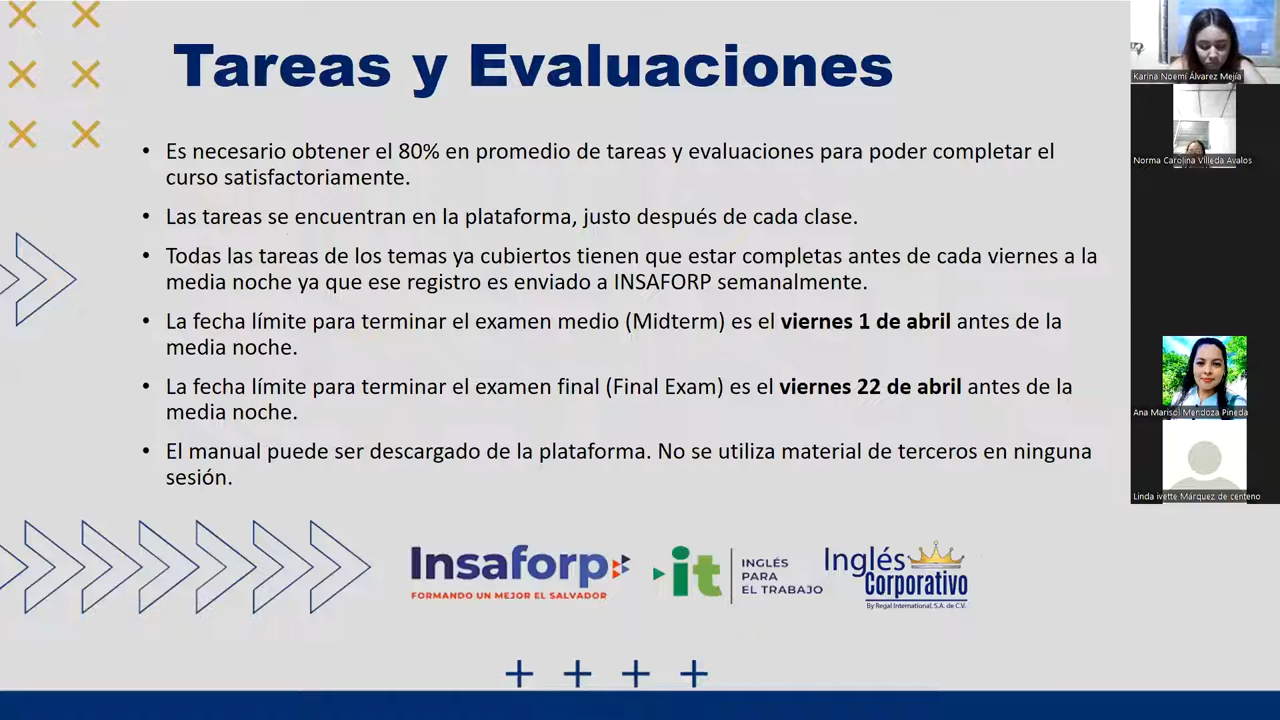 Tareas y Evaluaciones
• Es necesario obtener el 80% en promedio de tareas y evaluaciones para poder completar el
curso satisfactoriamente.
• Las tareas se encuentran en la plataforma, justo después de cada clase.
• Todas las tareas de los temas ya cubiertos tienen que estar completas antes de cada viernes a la
media noche ya que ese registro es enviado a INSAFORP semanalmente.
• La fecha límite para terminar el examen medio (Midterm) es el viernes 1 de abril antes de la
media noche.
• La fecha límite para terminar el examen final (Final Exam) es el viernes 22 de abril antes de la
media noche.
• El manual puede ser descargado de la plataforma. No se utiliza material de terceros en ninguna
sesión.
Insaforp
FORMANDO UN MEJOR EL SALVADOR
it
INGLÉS
PARA
EL TRABAJO
Inglés
Corporativo
By Regal International, S.A. de C.V.
Karina Noemí Álvarez Mejía
Norma Carolina Villeda Avalos
Ana Marisol Mendoza Pineda
Linda ivette Márquez de centeno